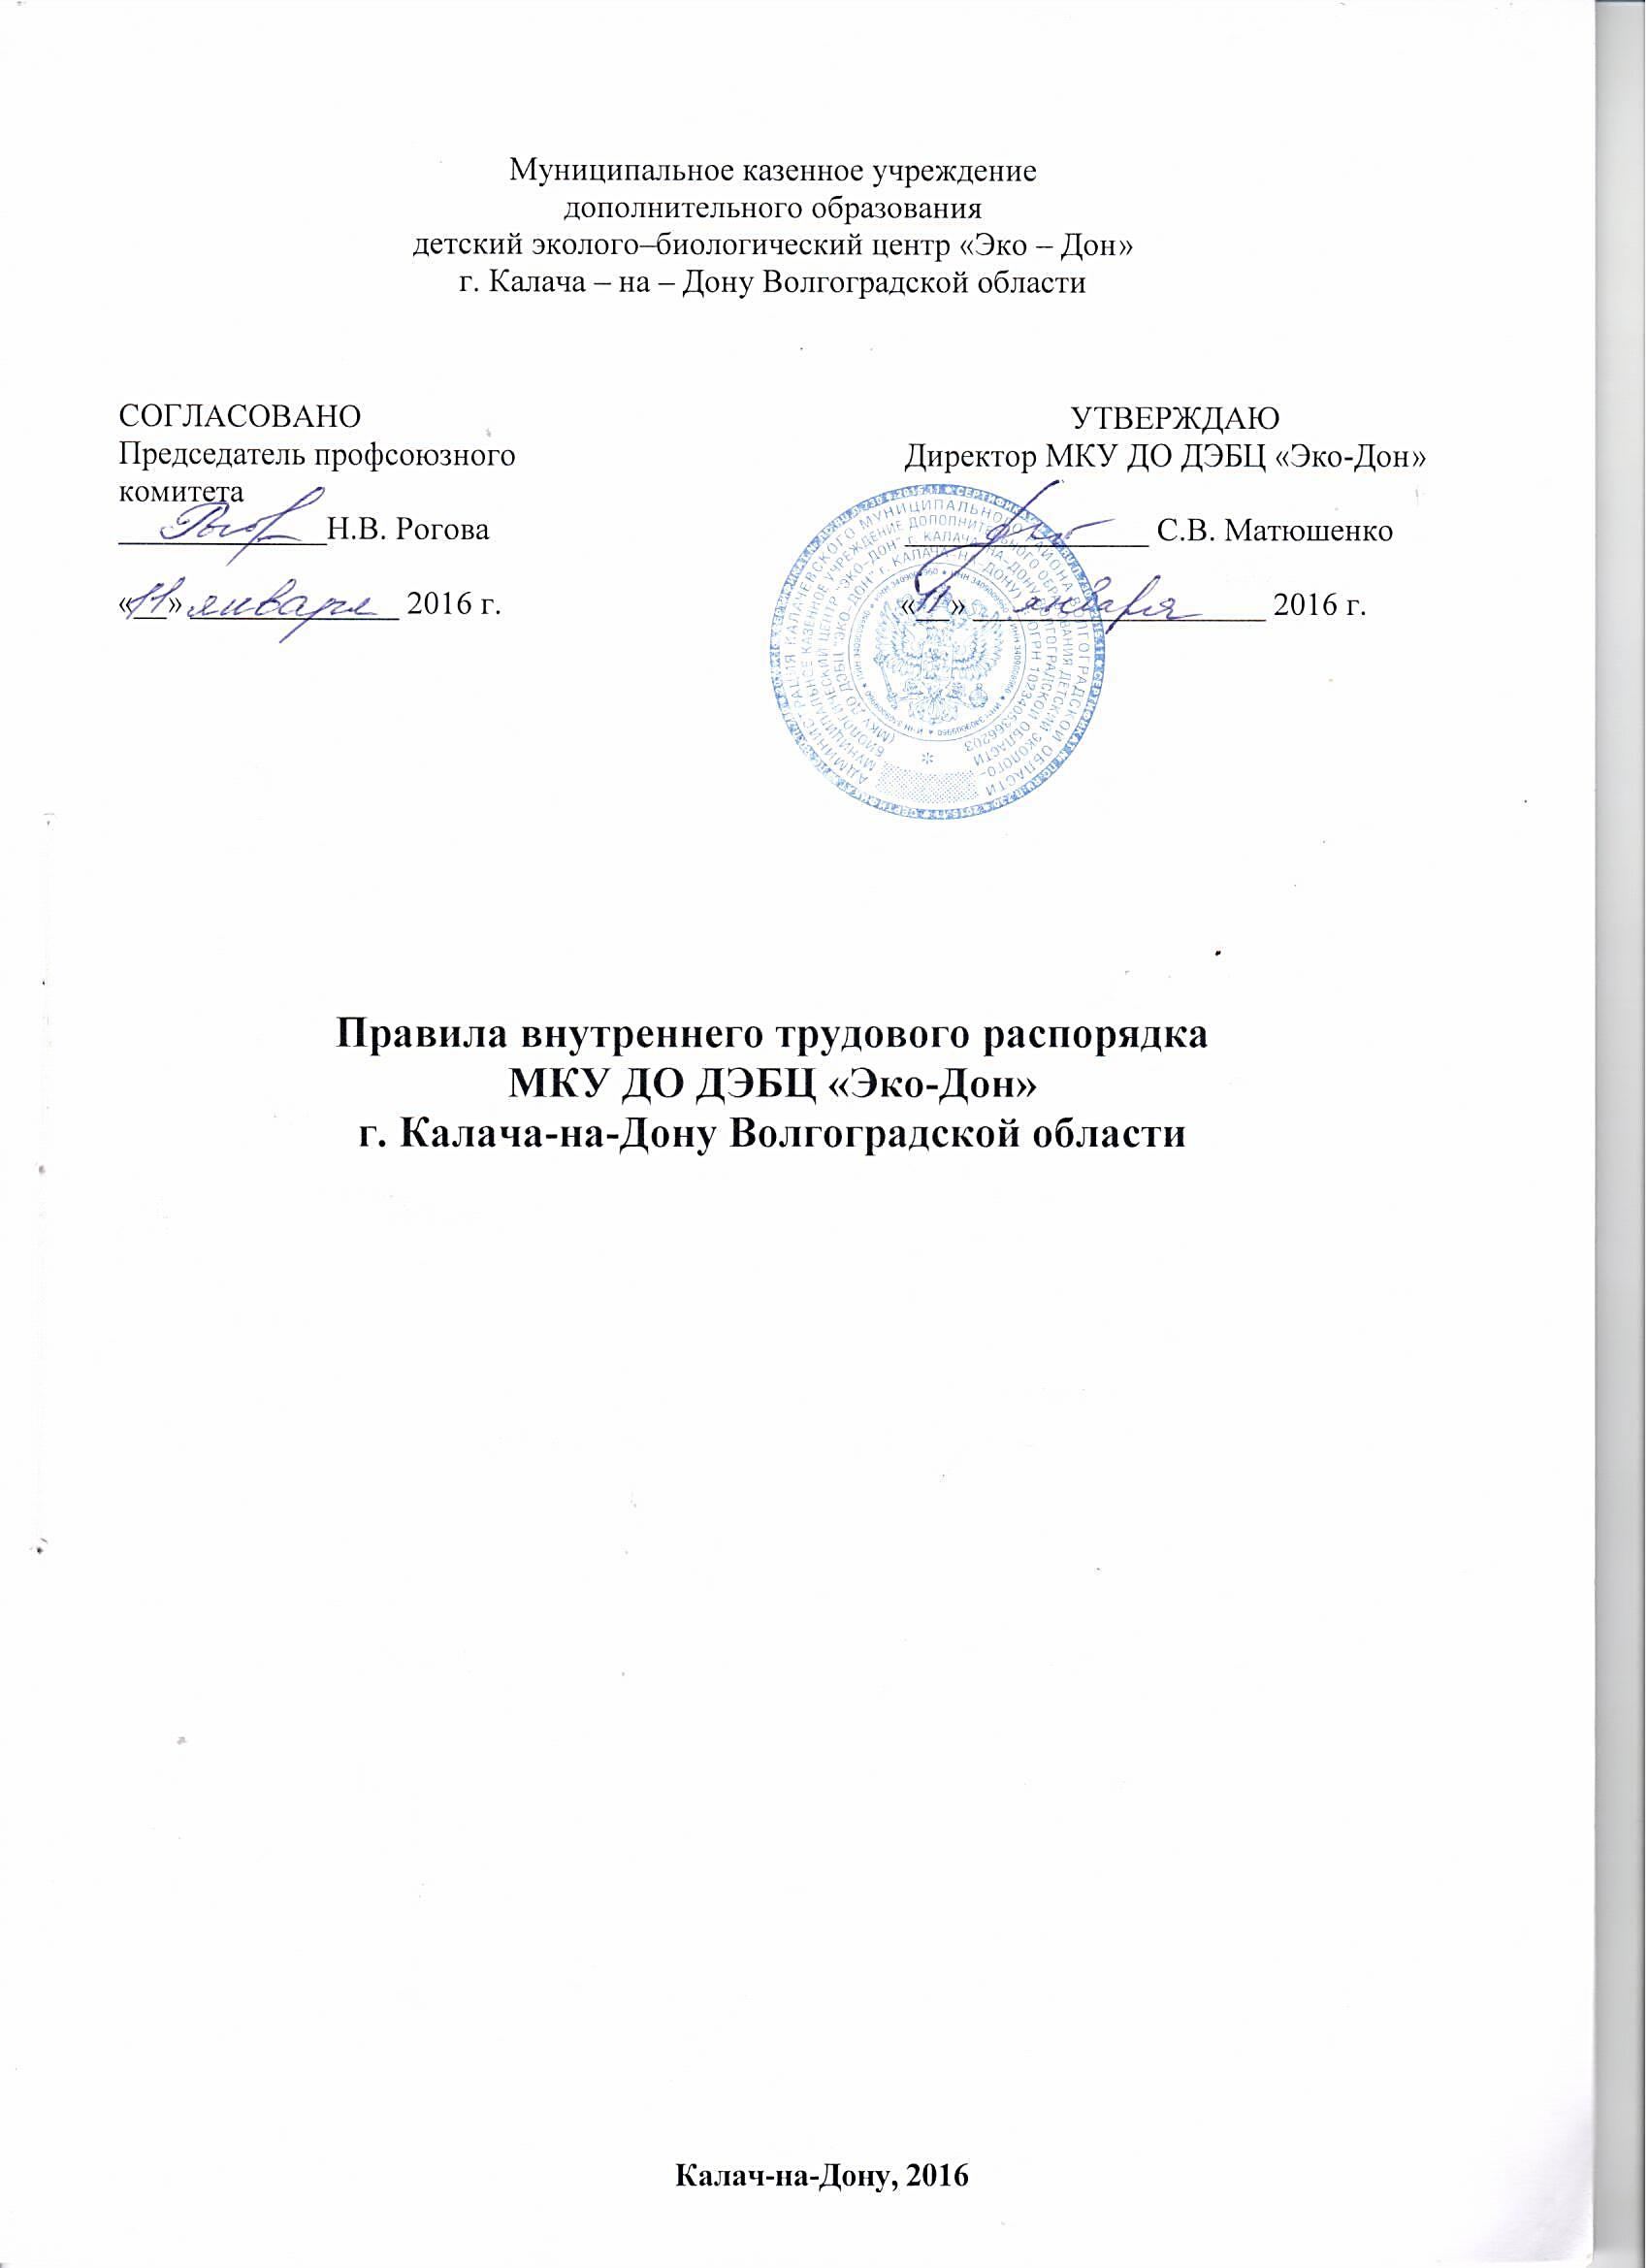 Муниципальное казенное учреждение
дополнительного образования
детский эколого–биологический центр «Эко – Дон»
г. Калача – на – Дону Волгоградской области
СОГЛАСОВАНО
Председатель профсоюзного
комитета
Н.В. Рогова
«11» января 2016 г.
УТВЕРЖДАЮ
Директор МКУ ДО ДЭБЦ «Эко-Дон»
С.В. Матюшенко
«11» января 2016 г.
Правила внутреннего трудового распорядка
МКУ ДО ДЭБЦ «Эко-Дон»
г. Калача-на-Дону Волгоградской области
Калач-на-Дону, 2016